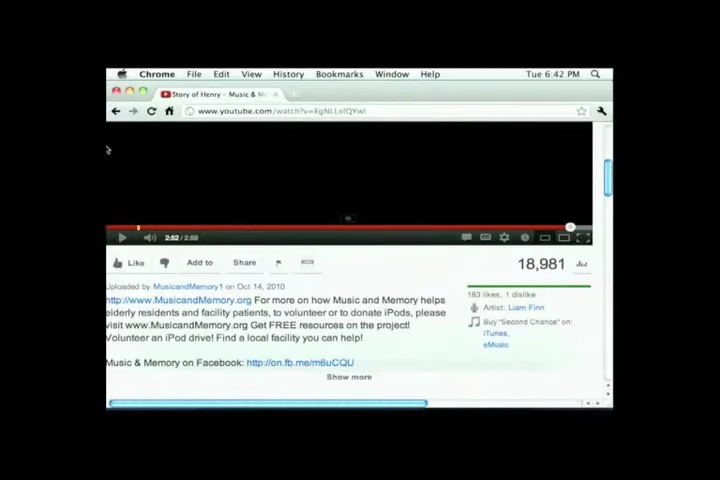 Chrome File Edit View History Bookmarks Window Help Tue 6:42 PM
Story of Henry - Music & M
www.youtube.com/watch?v=
2:52
Like Add to Share 18,981
Uploaded by MusicandMemory1 on Oct 14, 2010
183 likes, 1 dislike
http://www.MusicandMemory.org For more on how Music and Memory helps
elderly residents and facility patients, to volunteer or to donate iPods, please
visit www.MusicandMemory.org Get FREE resources on the project!
Volunteer an iPod drive! Find a local facility you can help!
Artist: Liam Finn
Buy "Second Chance" on:
iTunes,
eMusic
Music & Memory on Facebook: http://on.fb.me/m6uCQU
Show more